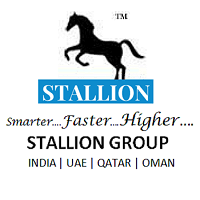 TM
STALLION
Smarter....Faster....Higher....
STALLION GROUP
INDIA | UAE | QATAR | OMAN